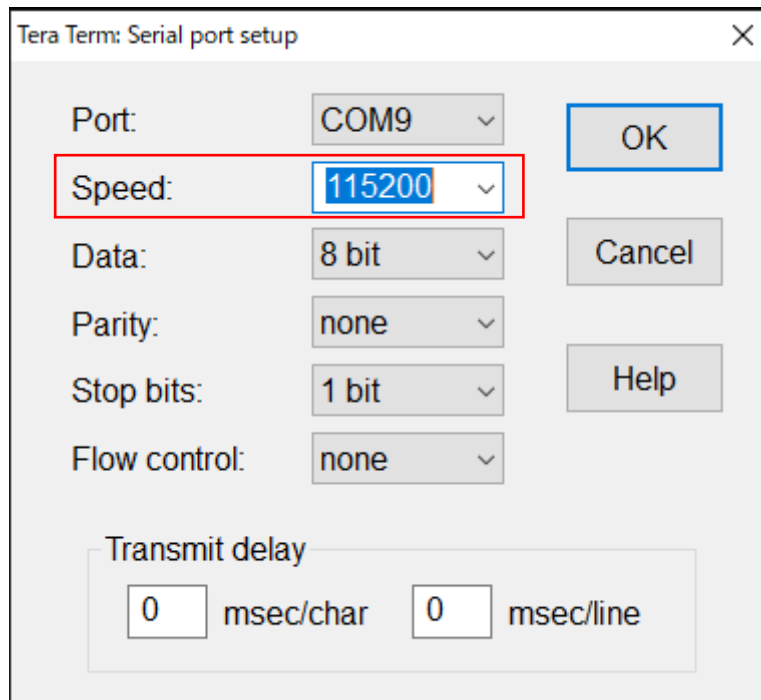 Tera Term: Serial port setup
Port: COM9
OK
Speed: 115200
Data: 8 bit
Cancel
Parity: none
Stop bits: 1 bit
Help
Flow control: none
Transmit delay
0 msec/char 0 msec/line